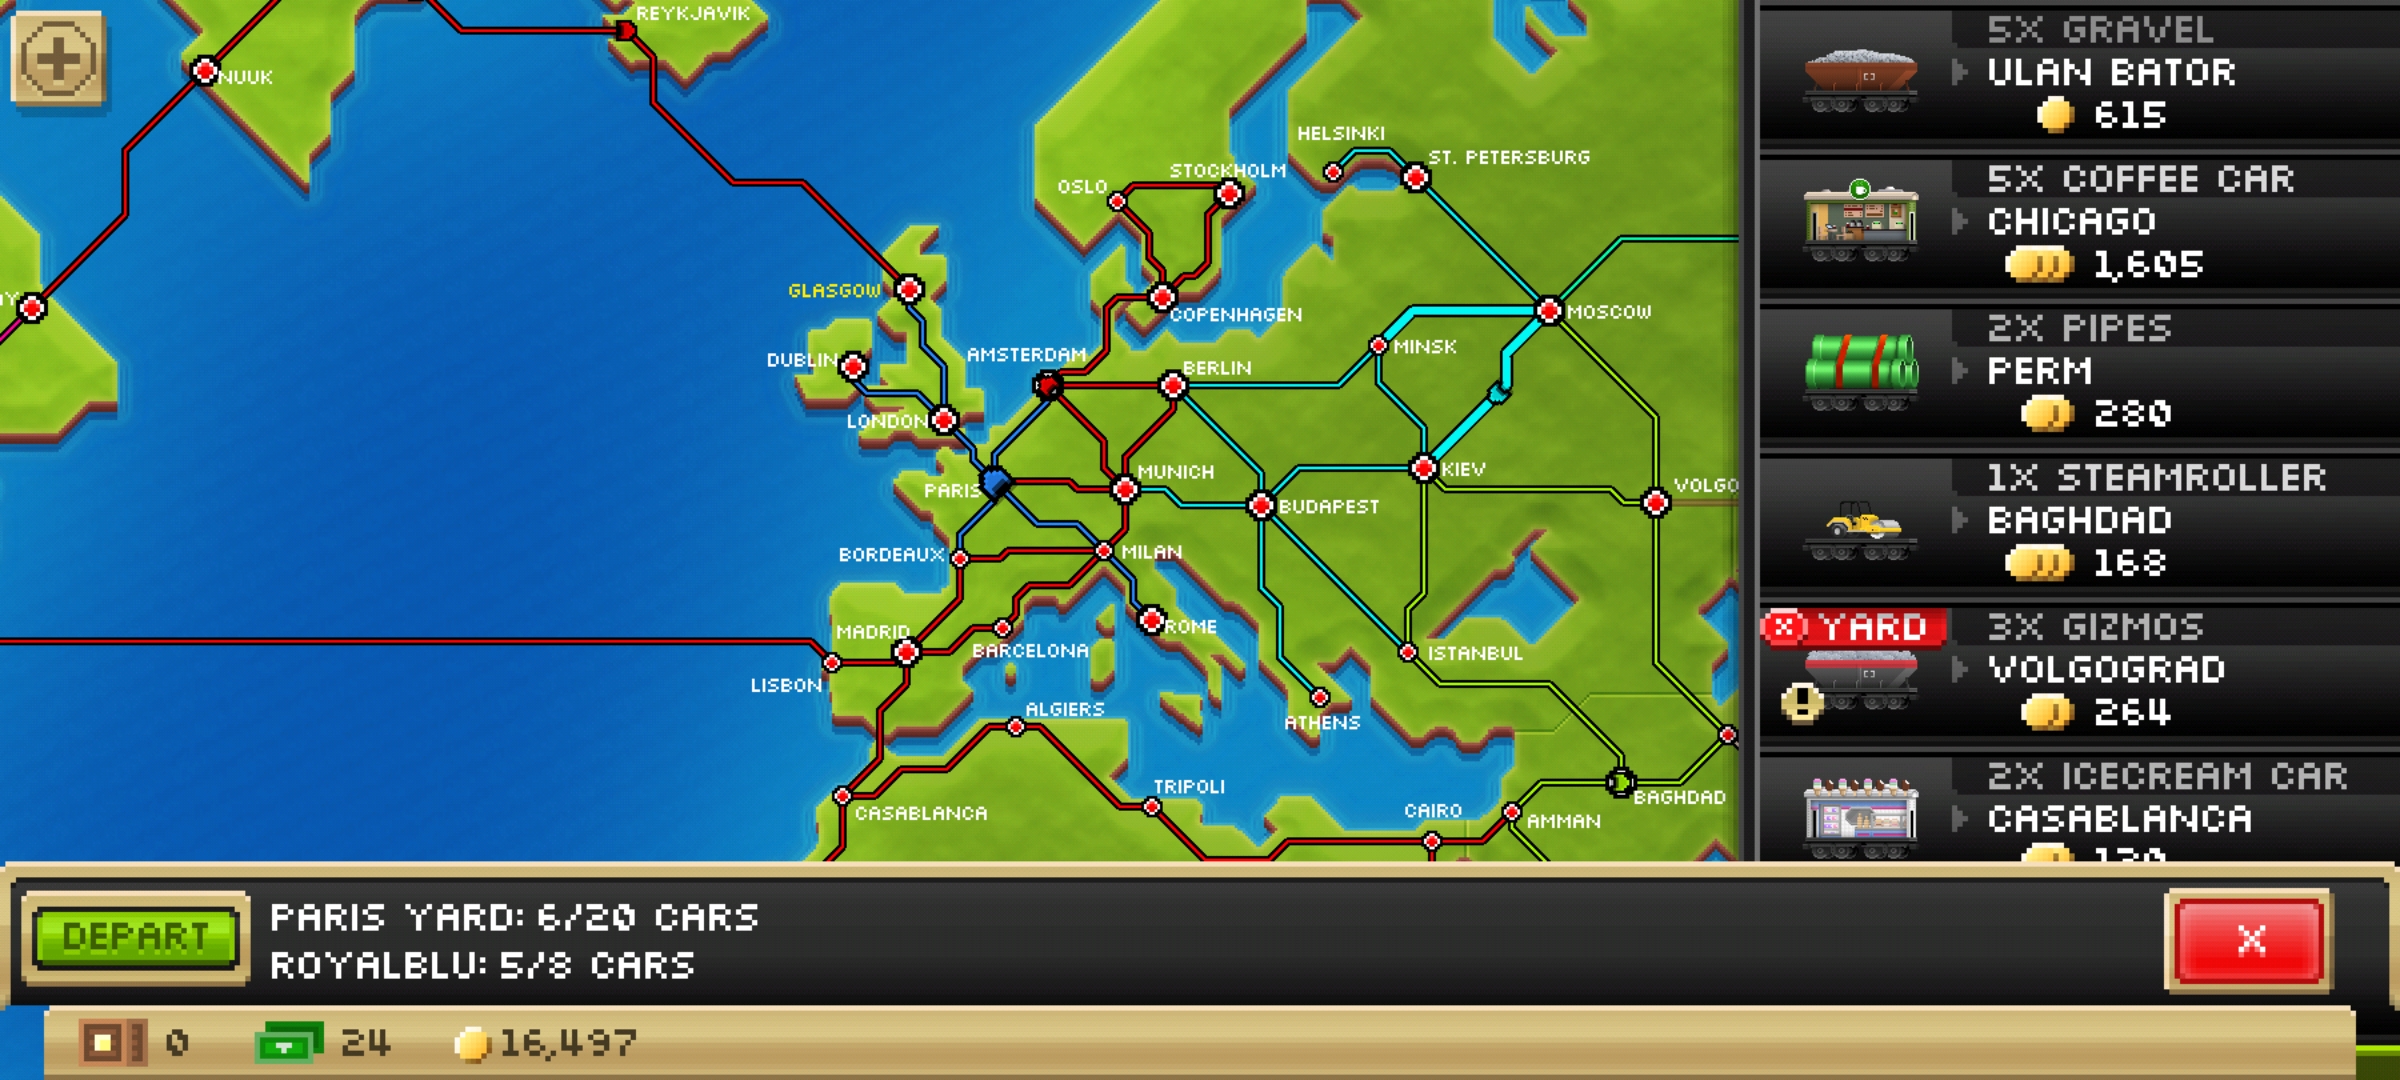 REYKJAVIK
NUUK
HELSINKI
ST. PETERSBURG
STOCKHOLM
OSLO
GLASGOW
COPENHAGEN
MOSCOW
DUBLIN
AMSTERDAM
MINSK
BERLIN
LONDON
MUNICH
KIEV
PARIS
VOLGO
BUDAPEST
BORDEAUX
MILAN
MADRID
ROME
BARCELONA
ISTANBUL
LISBON
ALGIERS
ATHENS
TRIPOLI
BAGHDAD
CASABLANCA
CAIRO
AMMAN
5X GRAVEL
ULAN BATOR
615
5X COFFEE CAR
CHICAGO
1,605
2X PIPES
PERM
280
1X STEAMROLLER
BAGHDAD
168
YARD
3X GIZMOS
VOLGOGRAD
264
2X ICECREAM CAR
CASABLANCA
DEPART
PARIS YARD: 6/20 CARS
ROYALBLU: 5/8 CARS
X
0
24
16,497